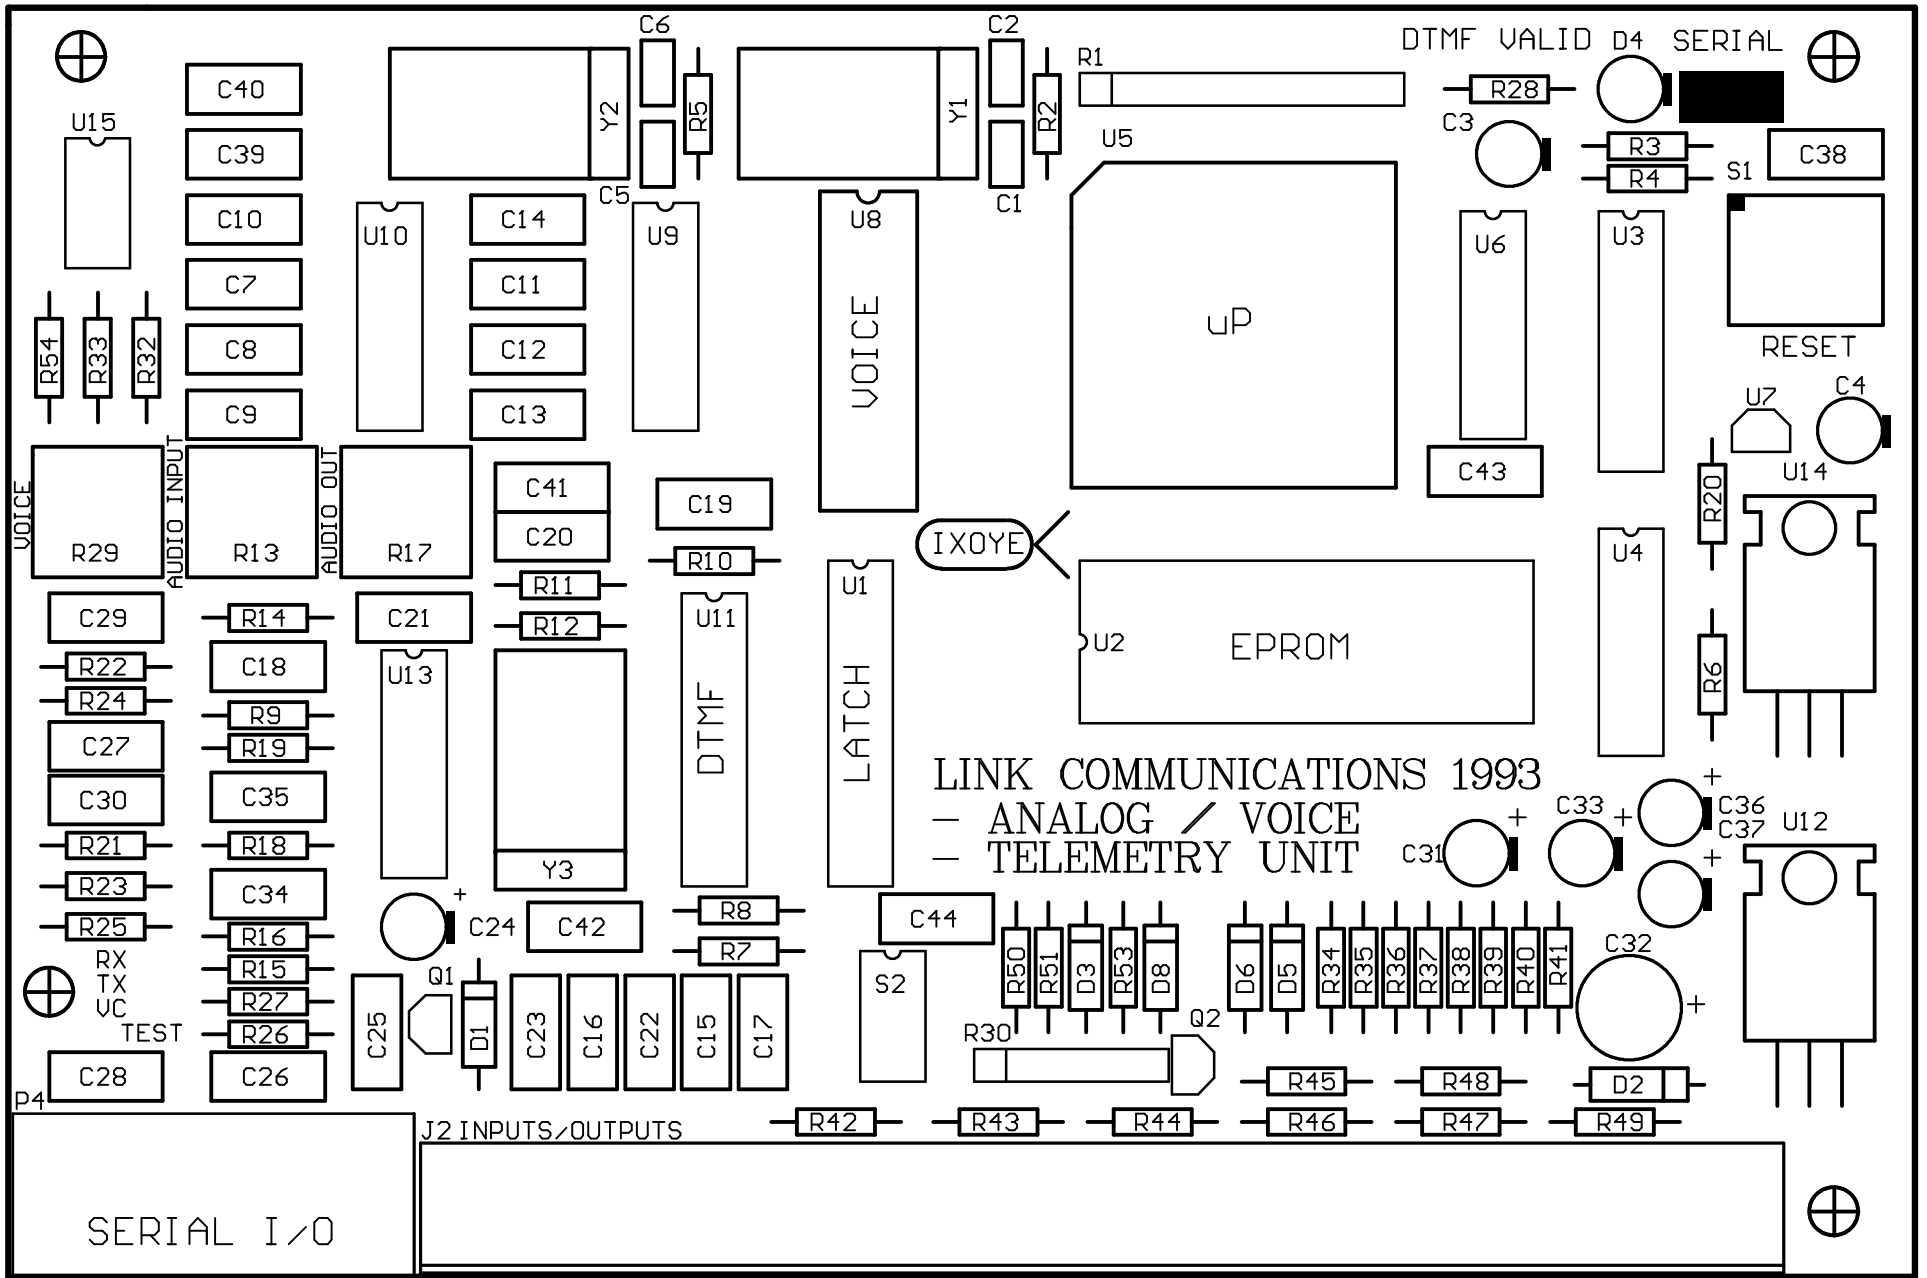 C6
C2
DTMF VALID
D4
SERIAL
R1
C40
U15
Y2
R5
Y1
R2
R28
C3
U5
C39
R3
C38
R4
S1
C5
C1
C10
U10
C14
U9
U8
U6
U3
C7
C11
VOICE
uP
R54
R33
R32
C8
C12
RESET
C9
C13
U7
C4
VOICE
R29
AUDIO INPUT
R13
AUDIO OUT
R17
C41
C19
C43
U14
R20
C20
IXOYE
U4
R10
R11
U1
C29
R14
C21
R12
U11
U2
EPROM
R22
C18
U13
R24
R9
DTMF
LATCH
R6
C27
R19
LINK COMMUNICATIONS 1993
- ANALOG / VOICE
- TELEMETRY UNIT
C30
C35
+
C36
C37
U12
+
C33
+
+
C31
R21
R18
Y3
R23
C34
+
C24
R8
C44
R25
R16
C42
R7
C32
+
RX
TX
VC
TEST
R15
R27
R26
Q1
S2
R50
R51
D3
R53
D8
D6
D5
R34
R35
R36
R37
R38
R39
R40
R41
C25
D1
C23
C16
C22
C15
C17
R30
Q2
C28
C26
R45
R48
D2
P4
J2 INPUTS/OUTPUTS
R42
R43
R44
R46
R47
R49
SERIAL I/O